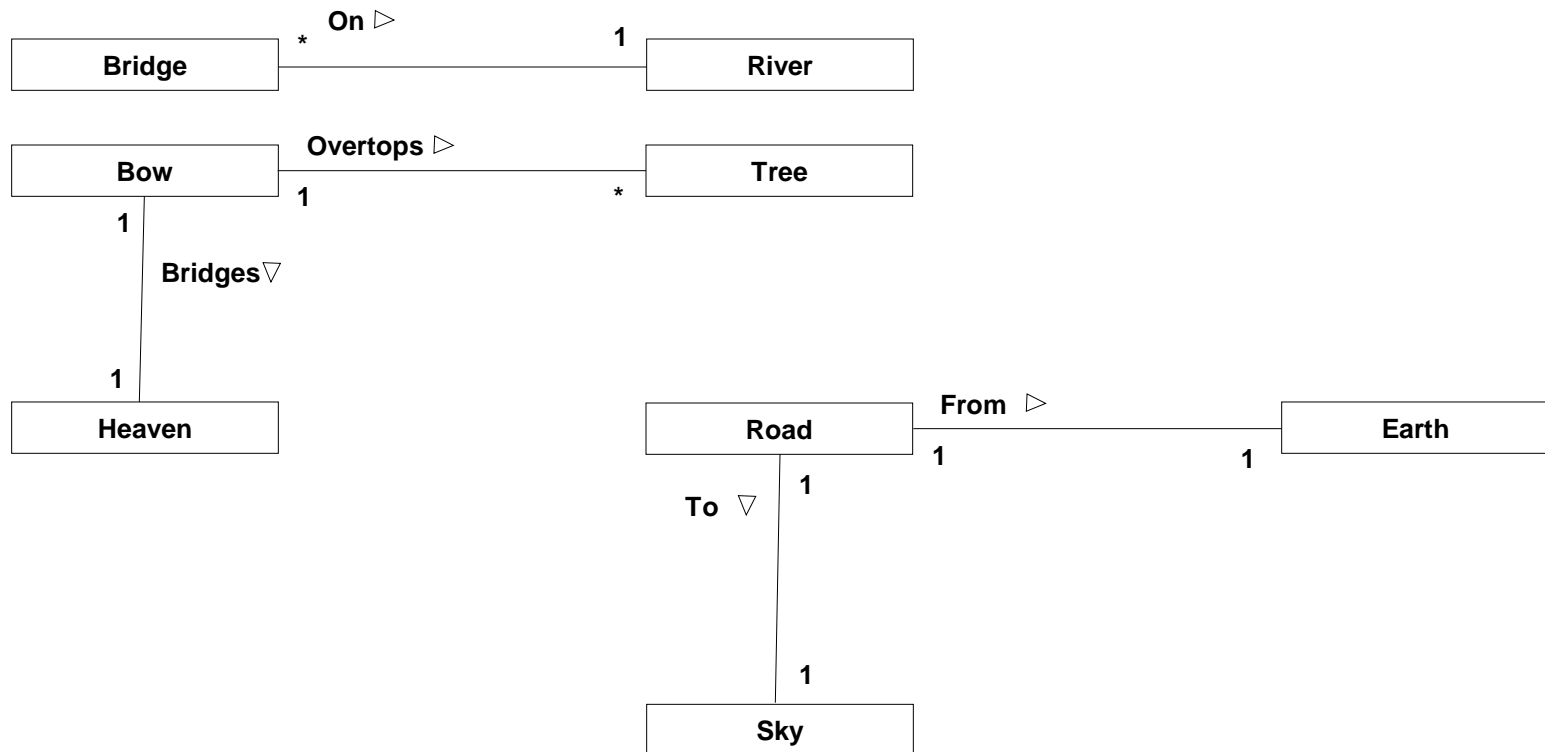 On ▷
* 1
Bridge River
Overtops ▷
Bow Tree
1 *
1
Bridges ▽
1
Heaven
From ▷
Road Earth
1 1
1
To ▽
1
Sky